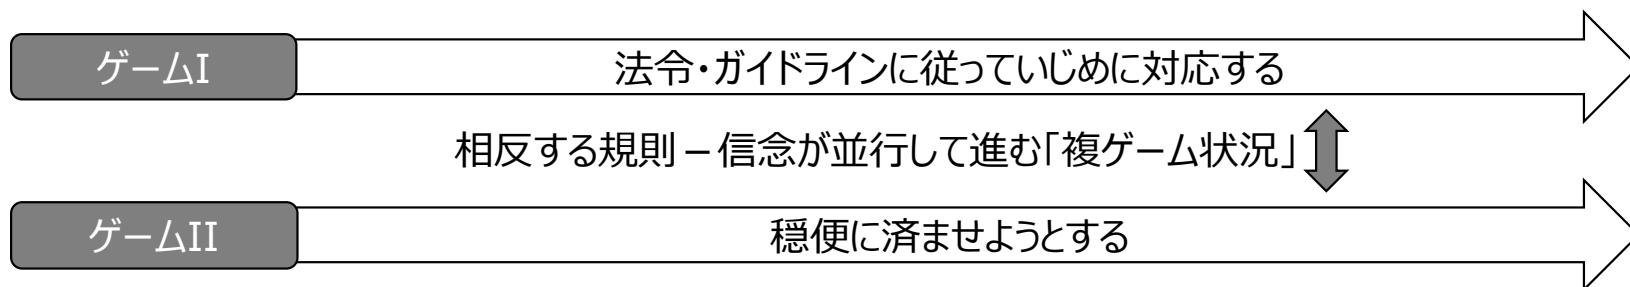 ゲームI
法令・ガイドラインに従っていじめに対応する
相反する規則 – 信念が並行して進む「複ゲーム状況」
ゲームII
穏便に済ませようとする